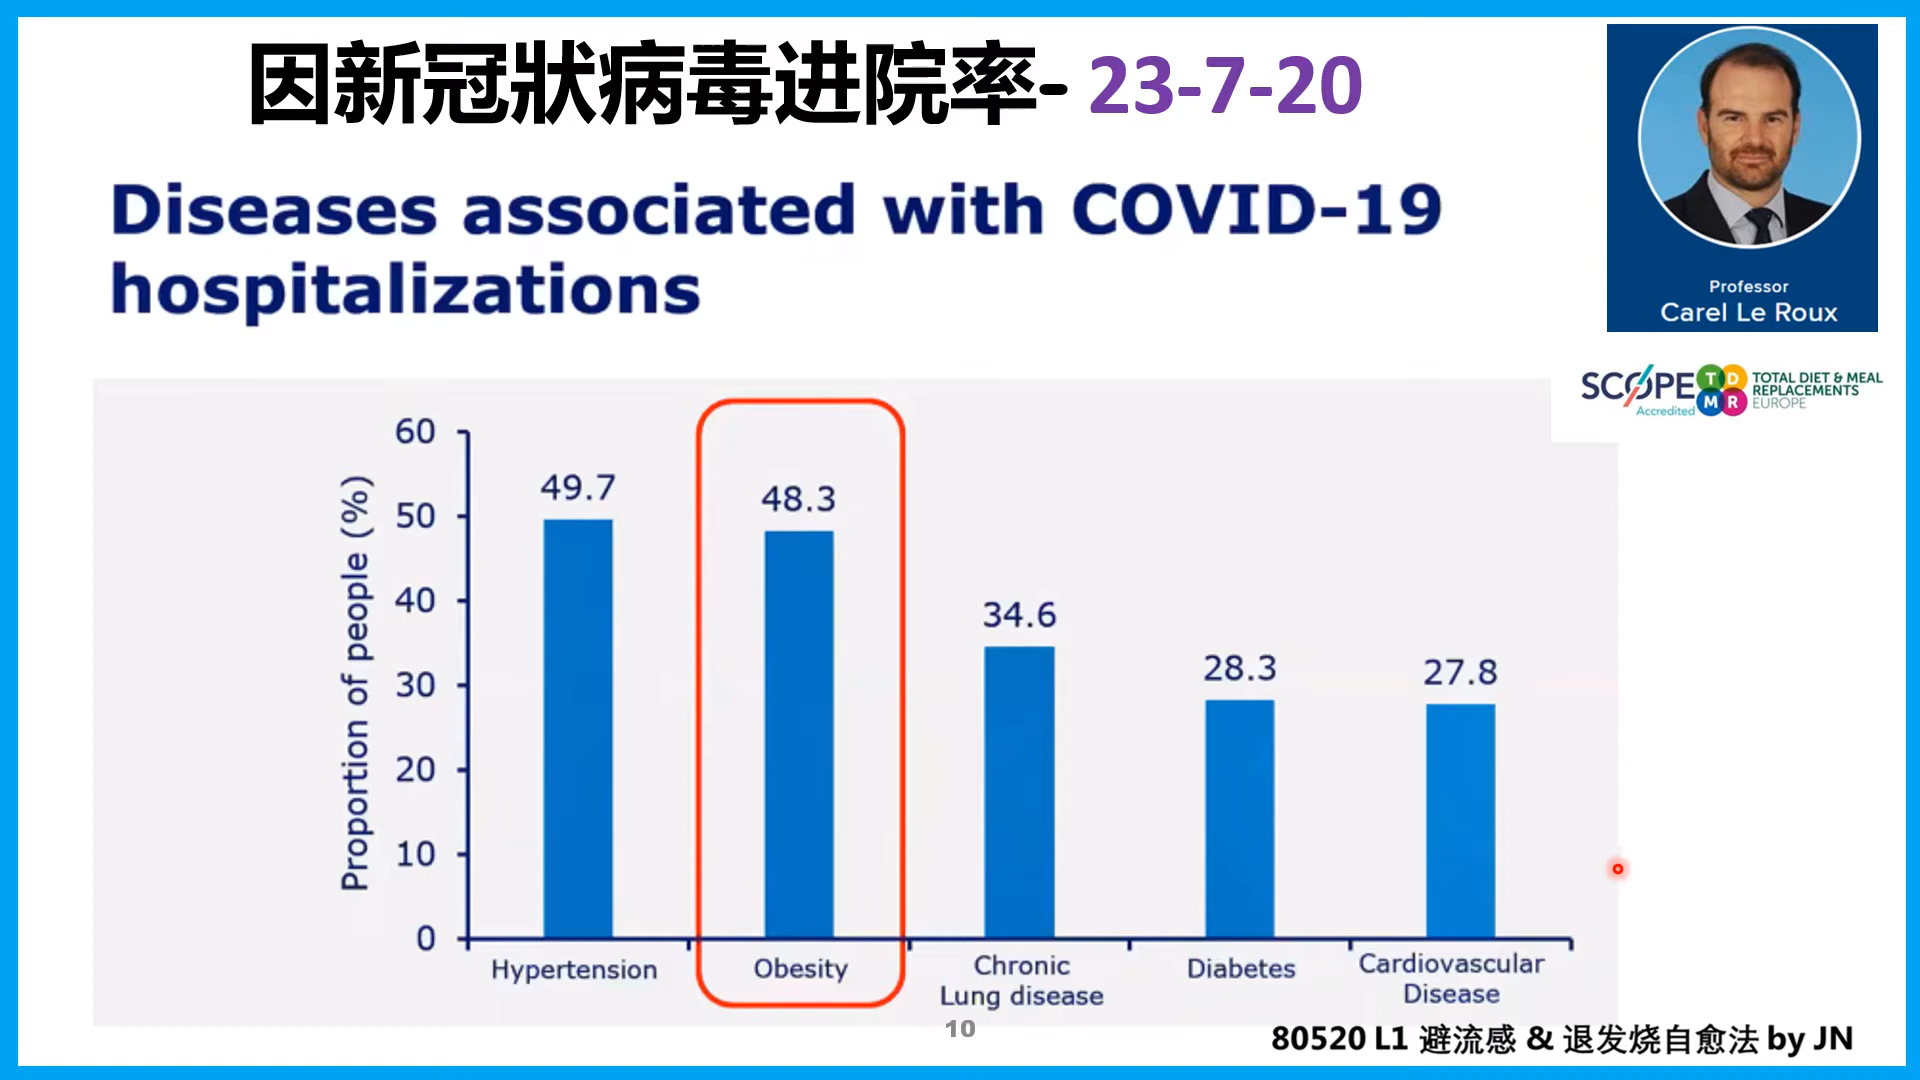 因新冠狀病毒进院率- 23-7-20
Diseases associated with COVID-19
hospitalizations
Professor
Carel Le Roux
SCOPE
Accredited
T D
M R
TOTAL DIET & MEAL
REPLACEMENTS
EUROPE
Proportion of people (%)
60
50
40
30
20
10
0
49.7
48.3
34.6
28.3
27.8
Hypertension
Obesity
Chronic
Lung disease
Diabetes
Cardiovascular
Disease
10
80520 L1 避流感 & 退发烧自愈法 by JN